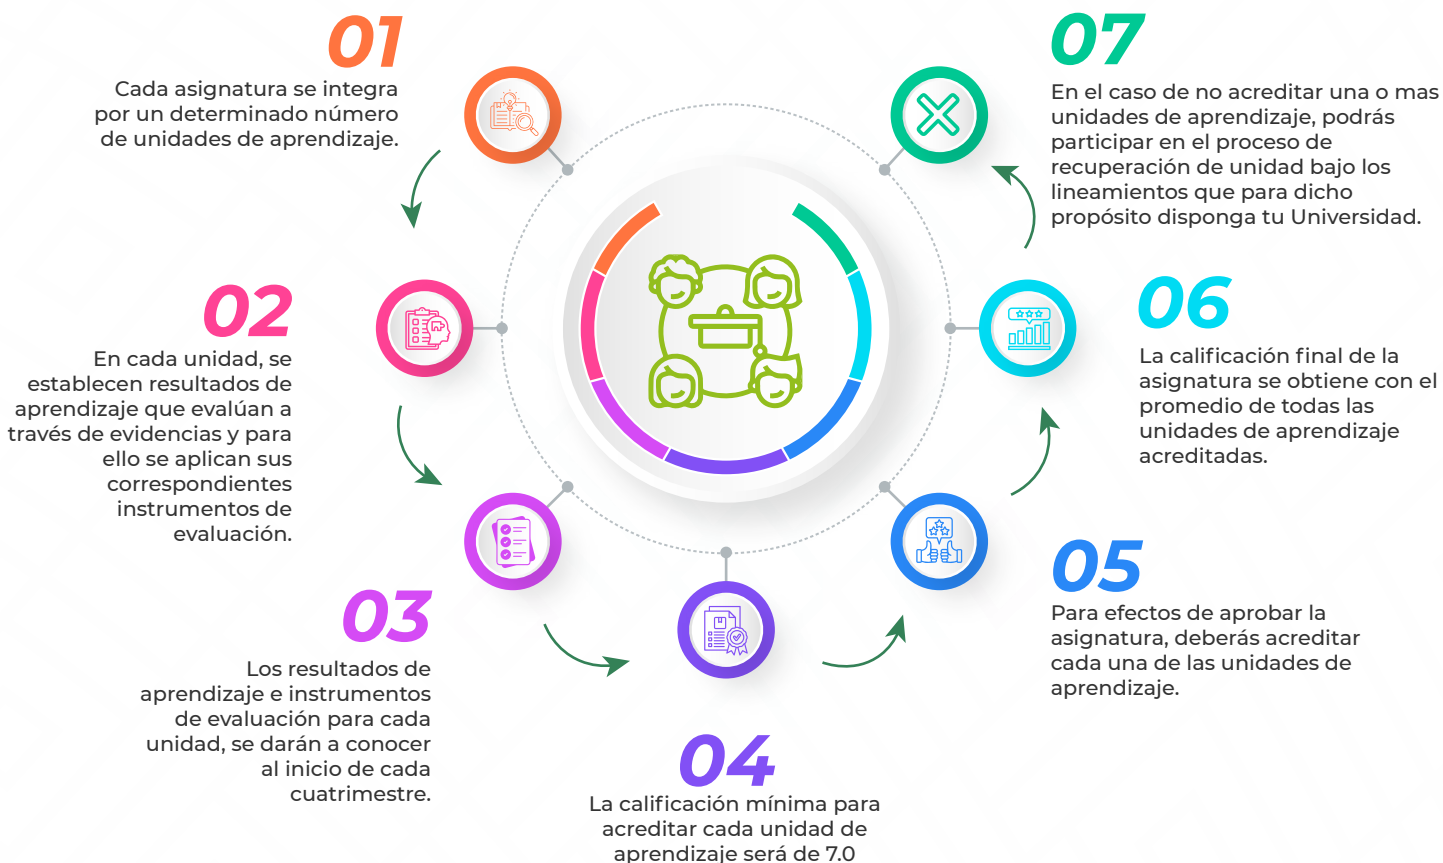 01
Cada asignatura se integra
por un determinado número
de unidades de aprendizaje.
02
En cada unidad, se
establecen resultados de
aprendizaje que evalúan a
través de evidencias y para
ello se aplican sus
correspondientes
instrumentos de
evaluación.
03
Los resultados de
aprendizaje e instrumentos
de evaluación para cada
unidad, se darán a conocer
al inicio de cada
cuatrimestre.
04
La calificación mínima para
acreditar cada unidad de
aprendizaje será de 7.0
05
Para efectos de aprobar la
asignatura, deberás acreditar
cada una de las unidades de
aprendizaje.
06
La calificación final de la
asignatura se obtiene con el
promedio de todas las
unidades de aprendizaje
acreditadas.
07
En el caso de no acreditar una o mas
unidades de aprendizaje, podrás
participar en el proceso de
recuperación de unidad bajo los
lineamientos que para dicho
propósito disponga tu Universidad.